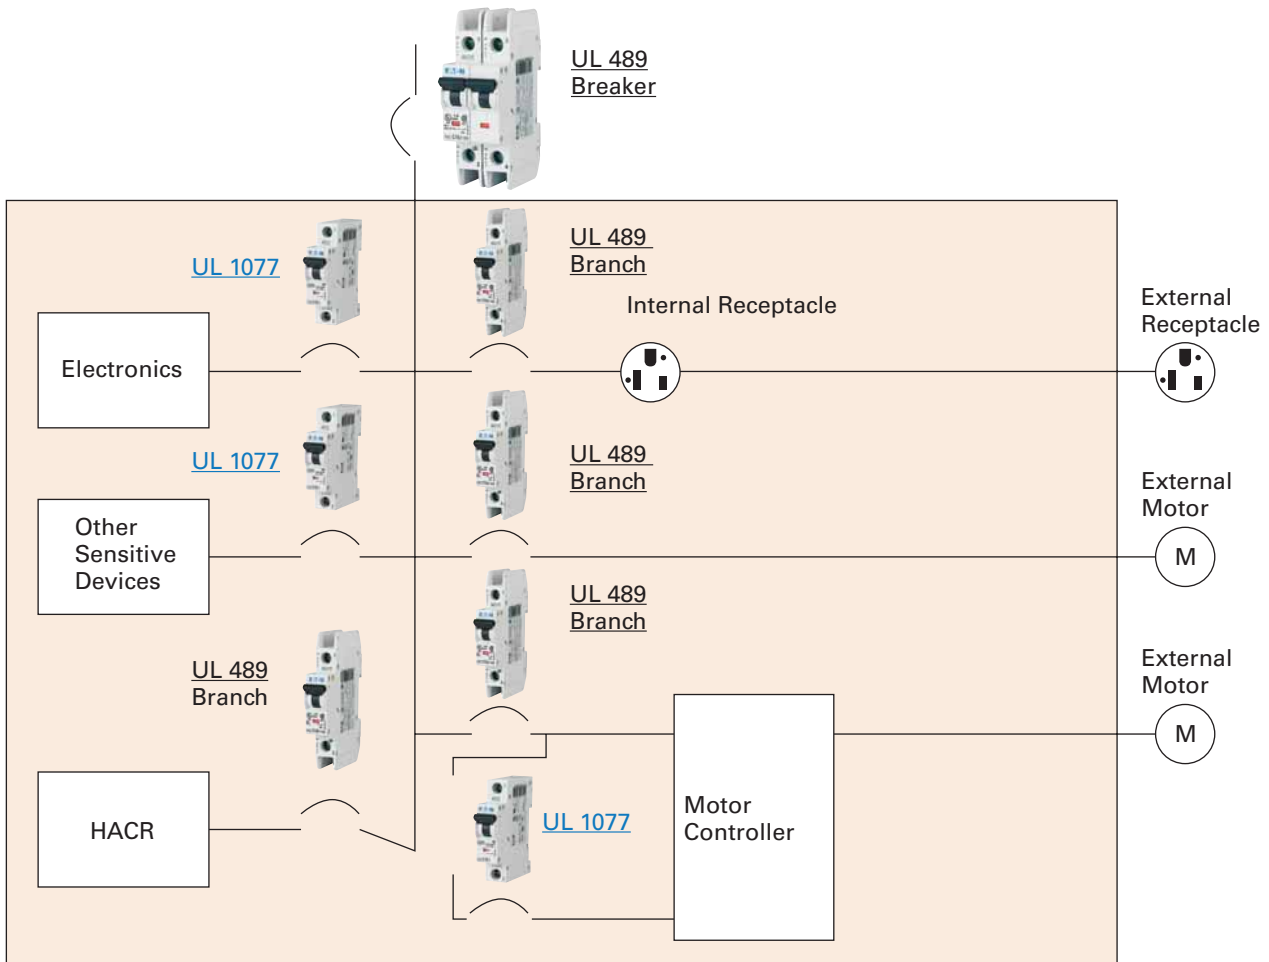 UL 489
Breaker
UL 1077
UL 489
Branch
Internal Receptacle
External
Receptacle
Electronics
UL 1077
UL 489
Branch
External
Motor
Other
Sensitive
Devices
M
UL 489
Branch
UL 489
Branch
External
Motor
M
HACR
UL 1077
Motor
Controller